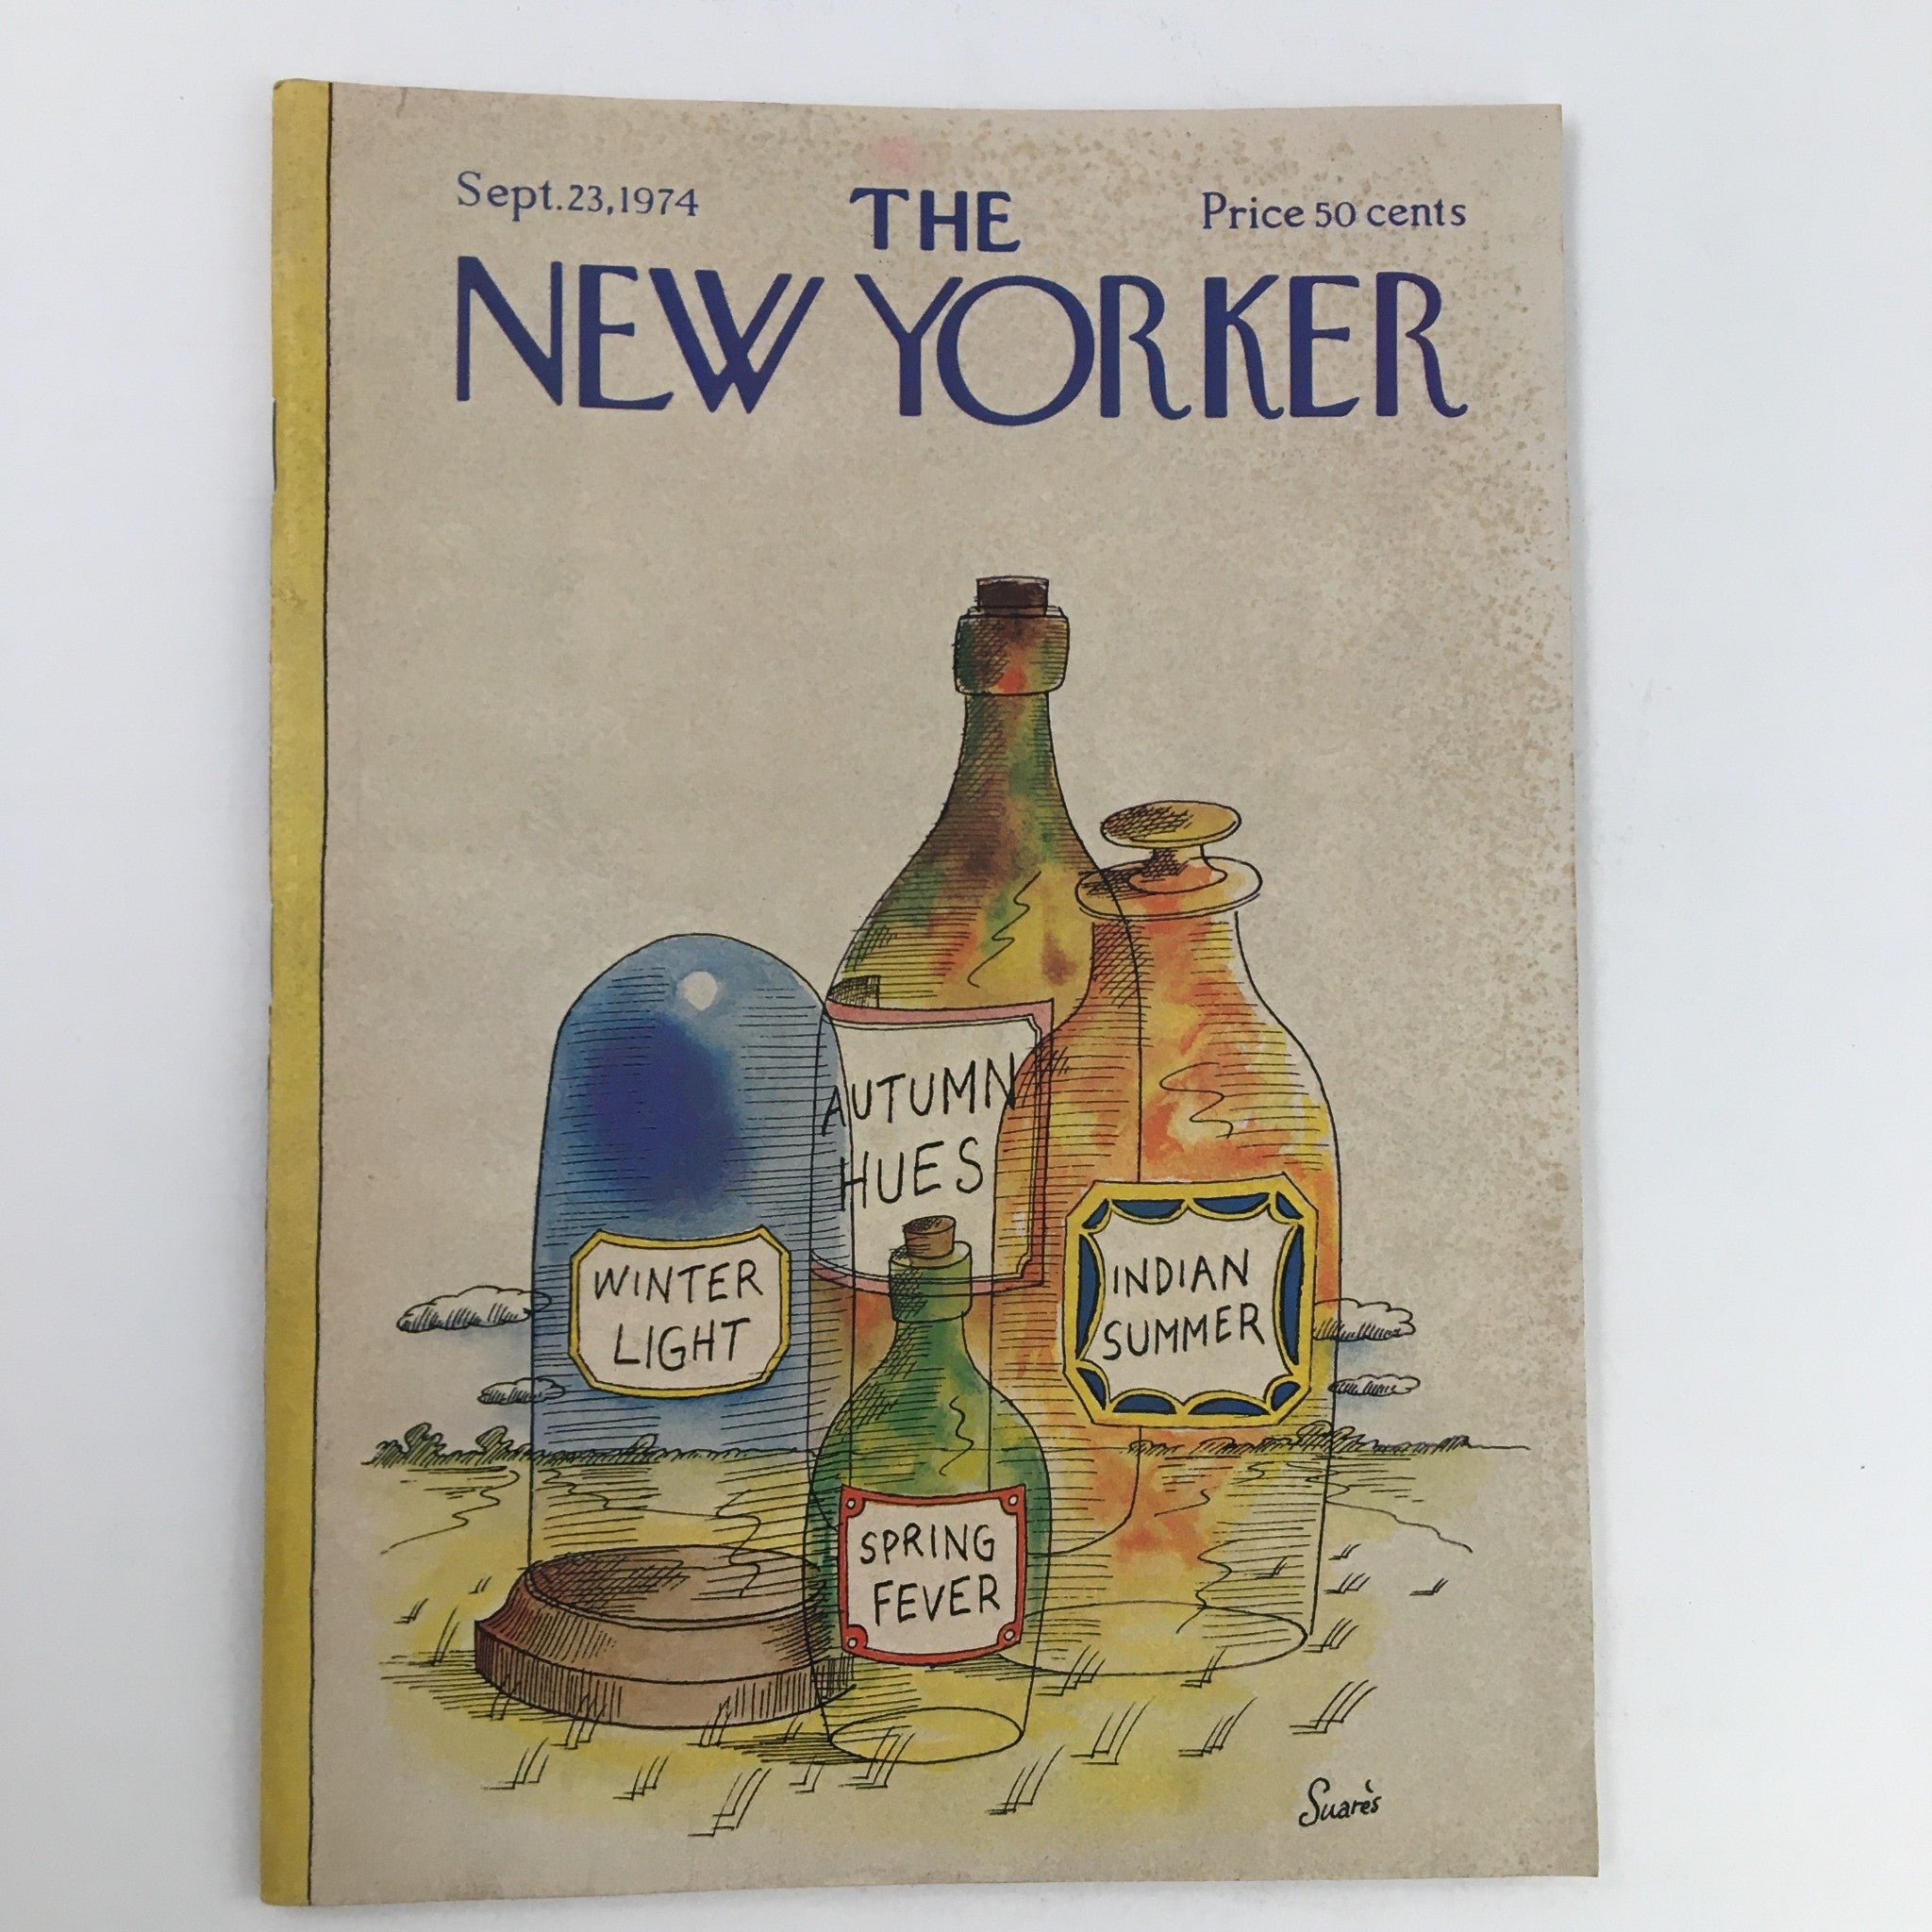 Sept.23,1974
THE
Price 50 cents
NEW YORKER
AUTUMN
HUES
WINTER
LIGHT
INDIAN
SUMMER
SPRING
FEVER
Suarès